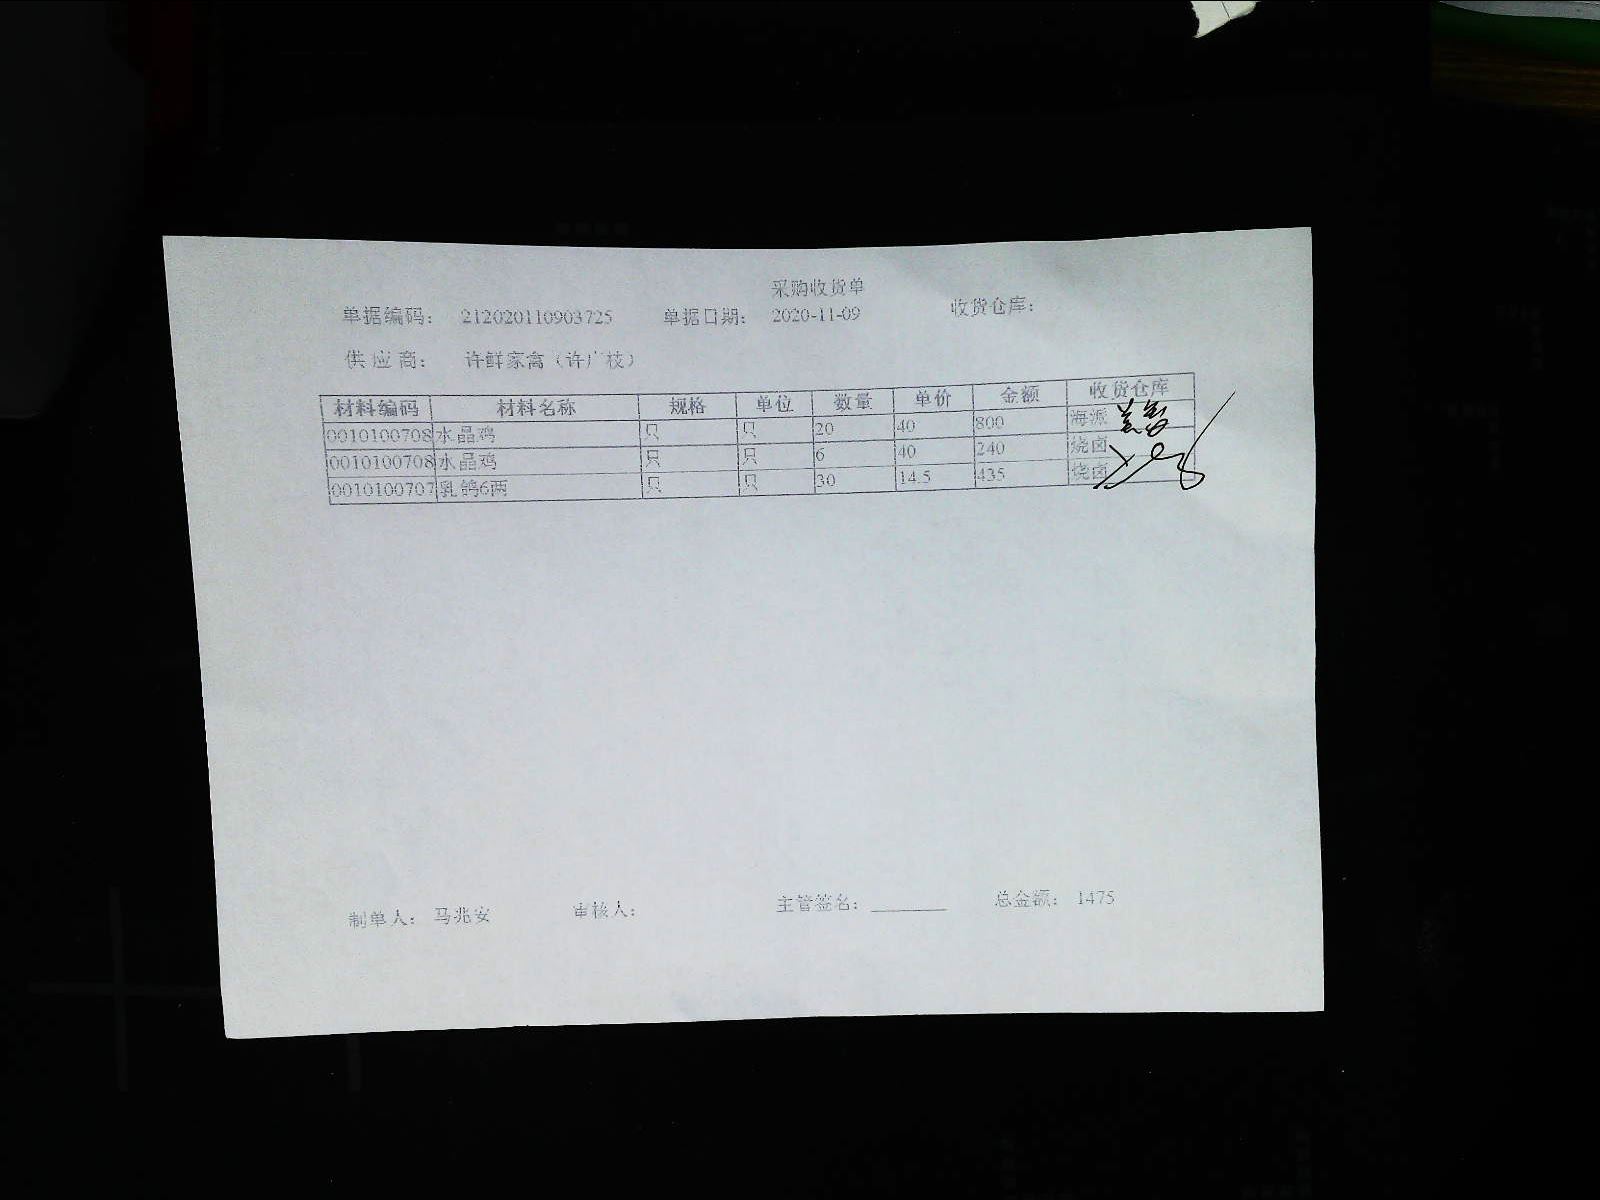 采购收货单
单据编码： 212020110903725 单据日期： 2020-11-09 收货仓库：
供 应 商： 许鲜家禽（许广枝）
材料编码 材料名称 规格 单位 数量 单价 金额 收货仓库
0010100708 水晶鸡 只 只 20 40 800 海派
0010100708 水晶鸡 只 只 6 40 240 烧卤
0010100707 乳鸽6两 只 只 30 14.5 435 烧卤
制单人： 马兆安 审核人： 主管签名： 总金额： 1475